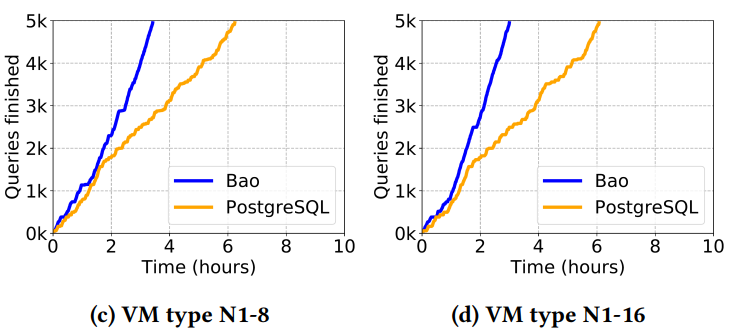 5k
4k
3k
2k
1k
0k
Queries finished
Bao
PostgreSQL
0 2 4 6 8 10
Time (hours)
(c) VM type N1-8
5k
4k
3k
2k
1k
0k
Queries finished
Bao
PostgreSQL
0 2 4 6 8 10
Time (hours)
(d) VM type N1-16